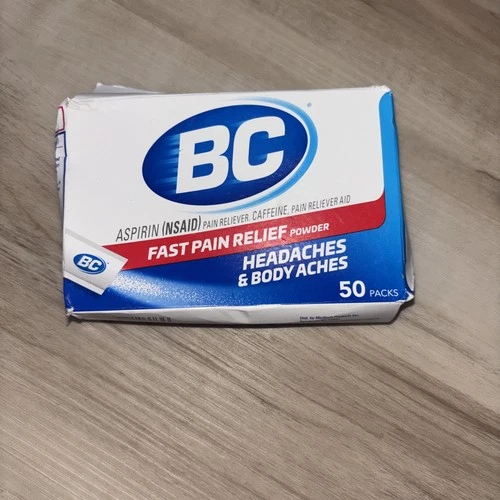 BC
ASPIRIN (NSAID) PAIN RELIEVER, CAFFEINE, PAIN RELIEVER AID
FAST PAIN RELIEF POWDER
HEADACHES
& BODY ACHES
BC
50 PACKS